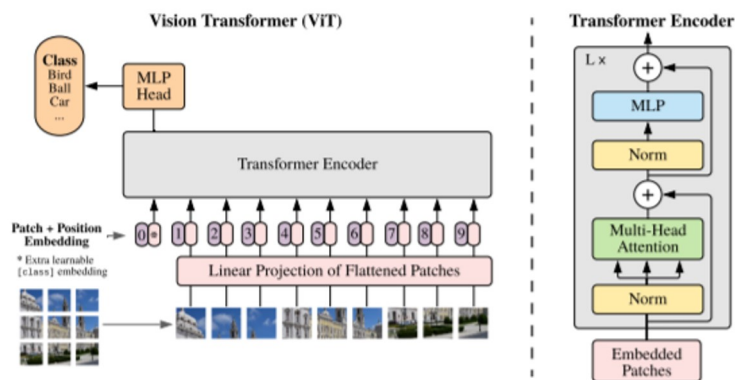 Vision Transformer (ViT)
Class
Bird
Ball
Car
...
MLP
Head
Transformer Encoder
Patch + Position
Embedding
0 * 1 2 3 4 5 6 7 8 9
* Extra learnable
[class] embedding
Linear Projection of Flattened Patches
Transformer Encoder
L ×
+
MLP
Norm
+
Multi-Head
Attention
Norm
Embedded
Patches